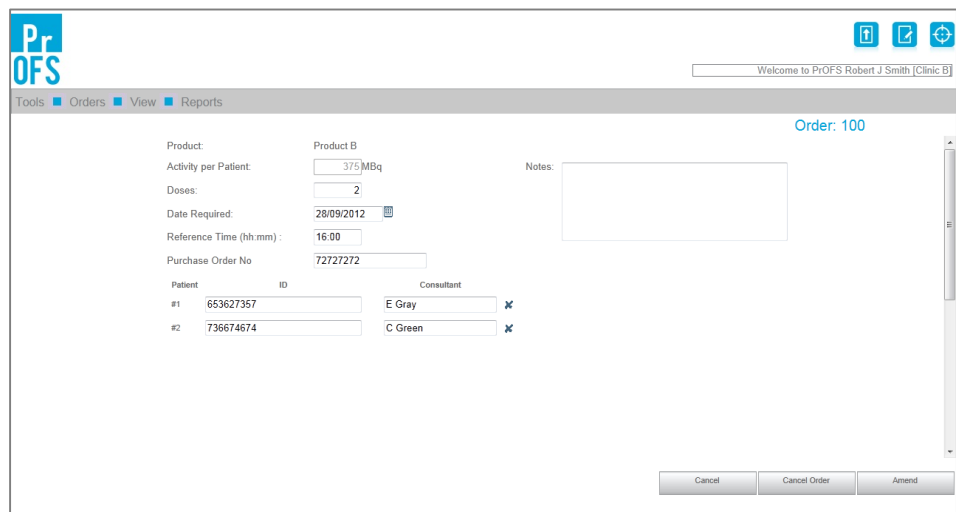 Pr
OFS
Welcome to PrOFS Robert J Smith [Clinic B]
Tools Orders View Reports
Order: 100
Product: Product B
Activity per Patient: 375 MBq Notes:
Doses: 2
Date Required: 28/09/2012
Reference Time (hh:mm) : 16:00
Purchase Order No 72727272
Patient ID Consultant
#1 653627357 E Gray
#2 736674674 C Green
Cancel Cancel Order Amend